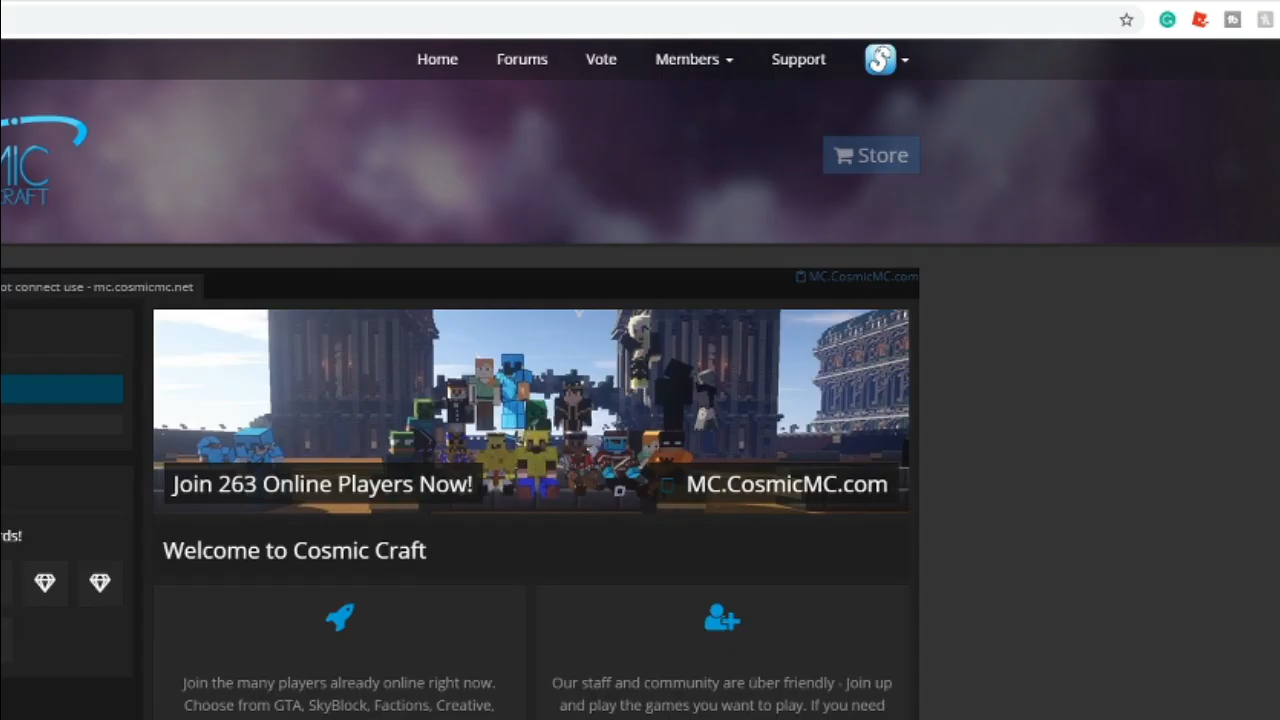 Home Forums Vote Members Support
MIC
CRAFT
Store
ot connect use - mc.cosmicmc.net
MC.CosmicMC.com
Join 263 Online Players Now!
MC.CosmicMC.com
Welcome to Cosmic Craft
ds!
Join the many players already online right now.
Choose from GTA, SkyBlock, Factions, Creative,
Our staff and community are über friendly - Join up
and play the games you want to play. If you need